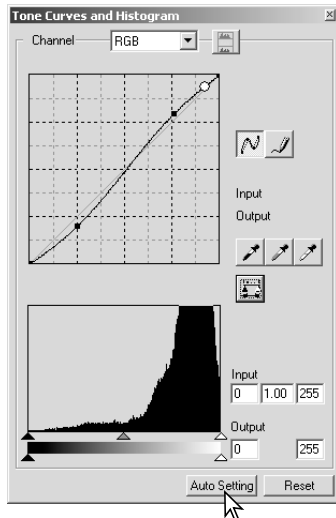 Tone Curves and Histogram
Channel RGB
Input
Output
Input
0 1.00 255
Output
0 255
Auto Setting Reset